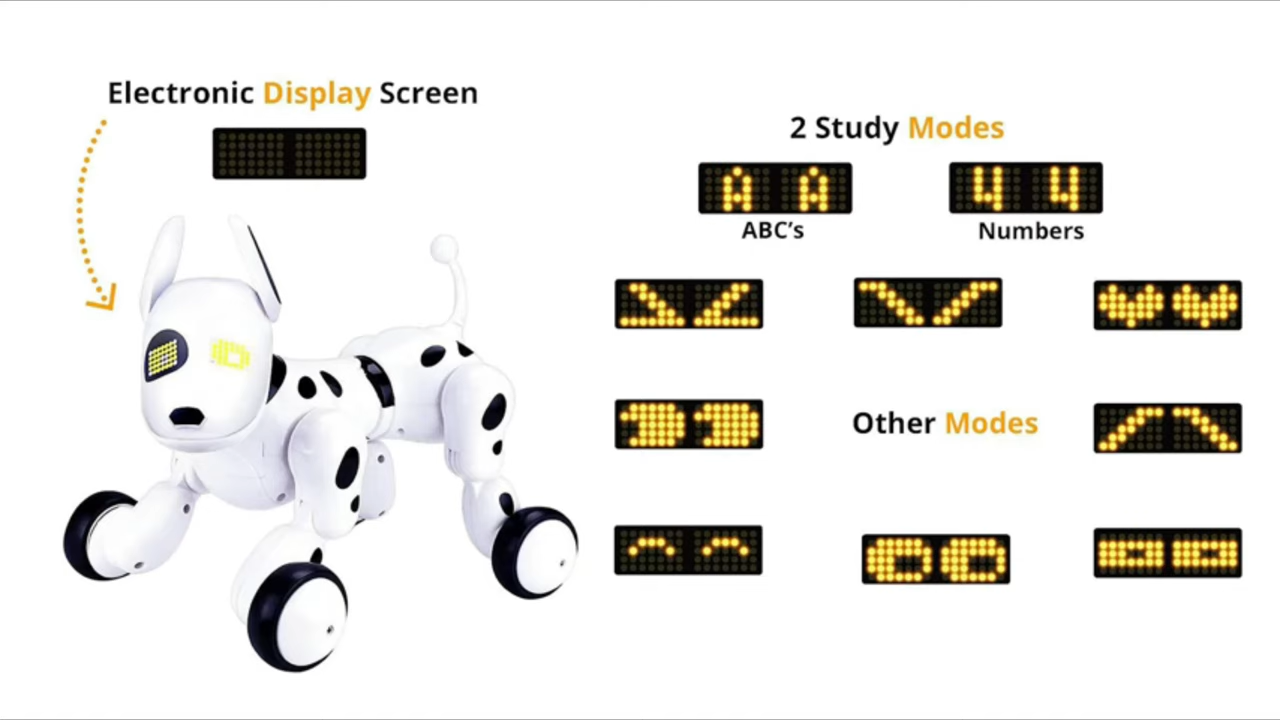 Electronic Display Screen
2 Study Modes
A A
4 4
ABC's
Numbers
Other Modes